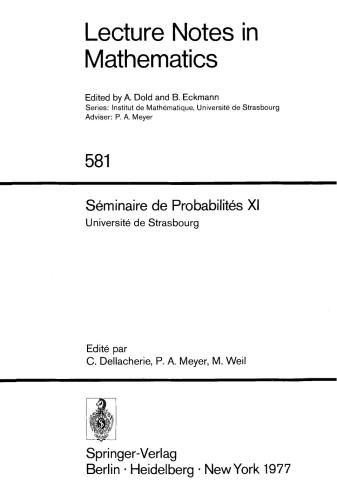 Lecture Notes in
Mathematics
Edited by A. Dold and B. Eckmann
Series: Institut de Mathématique, Université de Strasbourg
Adviser: P. A. Meyer
581
Séminaire de Probabilités XI
Université de Strasbourg
Edité par
C. Dellacherie, P. A. Meyer, M. Weil
Springer-Verlag
Berlin · Heidelberg · New York 1977